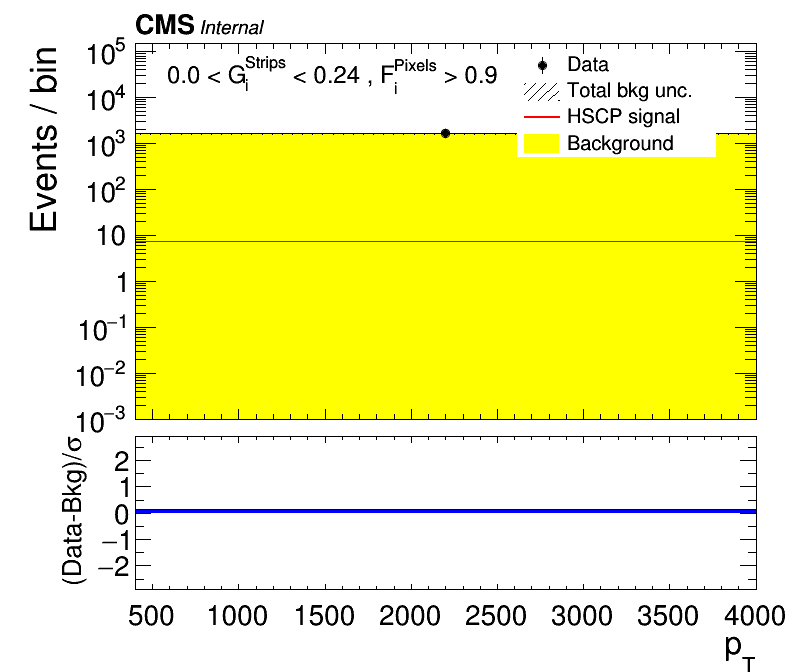 CMS Internal
Events / bin
10^5
10^4
10^3
10^2
10
1
10^−1
10^−2
10^−3
0.0 < G_i^Strips < 0.24 , F_i^Pixels > 0.9
Data
Total bkg unc.
HSCP signal
Background
(Data-Bkg)/σ
2
1
0
−1
−2
500 1000 1500 2000 2500 3000 3500 4000
p_T